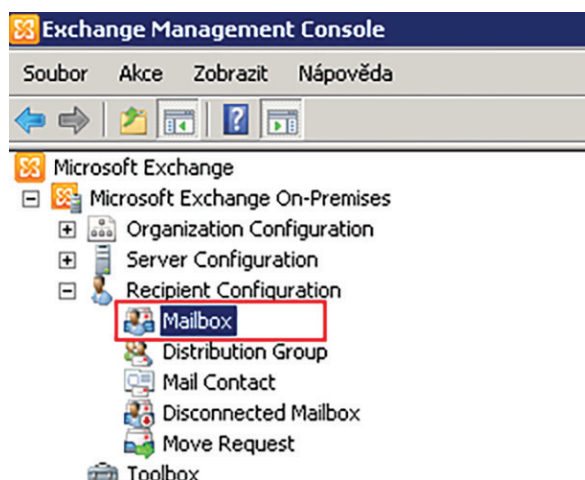 Exchange Management Console
Soubor Akce Zobrazit Nápověda
Microsoft Exchange
Microsoft Exchange On-Premises
Organization Configuration
Server Configuration
Recipient Configuration
Mailbox
Distribution Group
Mail Contact
Disconnected Mailbox
Move Request
Toolbox